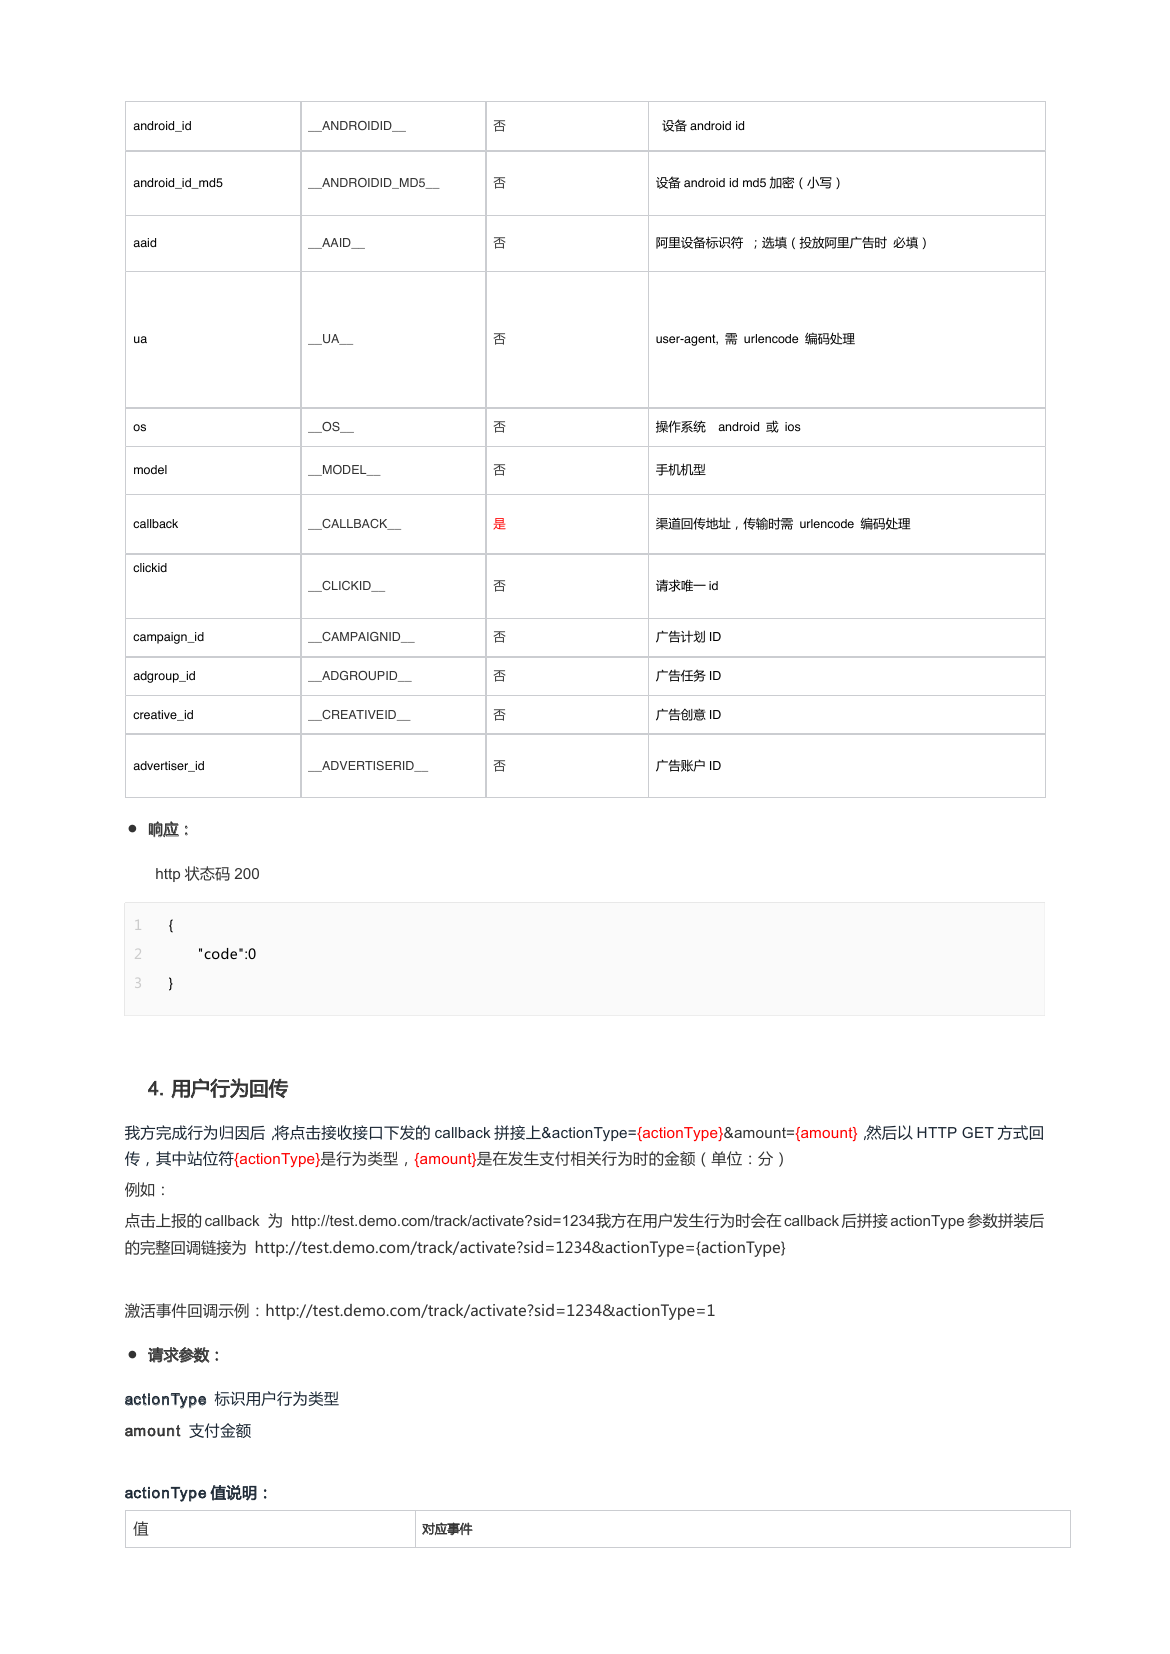 android_id __ANDROIDID__ 否 设备 android id
android_id_md5 __ANDROIDID_MD5__ 否 设备 android id md5 加密（小写）
aaid __AAID__ 否 阿里设备标识符 ；选填（投放阿里广告时 必填）
ua __UA__ 否 user-agent, 需 urlencode 编码处理
os __OS__ 否 操作系统 android 或 ios
model __MODEL__ 否 手机机型
callback __CALLBACK__ 是 渠道回传地址，传输时需 urlencode 编码处理
clickid __CLICKID__ 否 请求唯一 id
campaign_id __CAMPAIGNID__ 否 广告计划 ID
adgroup_id __ADGROUPID__ 否 广告任务 ID
creative_id __CREATIVEID__ 否 广告创意 ID
advertiser_id __ADVERTISERID__ 否 广告账户 ID
● 响应：
http 状态码 200
1 {
2 "code":0
3 }
4. 用户行为回传
我方完成行为归因后 ,将点击接收接口下发的 callback 拼接上&actionType={actionType}&amount={amount} ,然后以 HTTP GET 方式回
传，其中站位符{actionType}是行为类型，{amount}是在发生支付相关行为时的金额（单位：分）
例如：
点击上报的 callback 为 http://test.demo.com/track/activate?sid=1234我方在用户发生行为时会在 callback 后拼接 actionType 参数拼装后
的完整回调链接为 http://test.demo.com/track/activate?sid=1234&actionType={actionType}
激活事件回调示例：http://test.demo.com/track/activate?sid=1234&actionType=1
● 请求参数：
actionType 标识用户行为类型
amount 支付金额
actionType 值说明：
值 对应事件